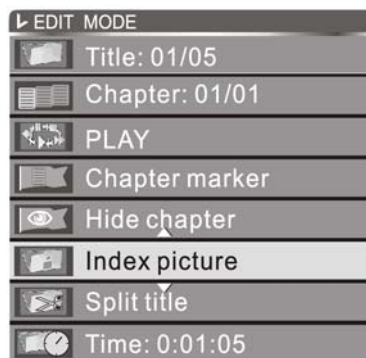 EDIT MODE
Title: 01/05
Chapter: 01/01
PLAY
Chapter marker
Hide chapter
Index picture
Split title
Time: 0:01:05